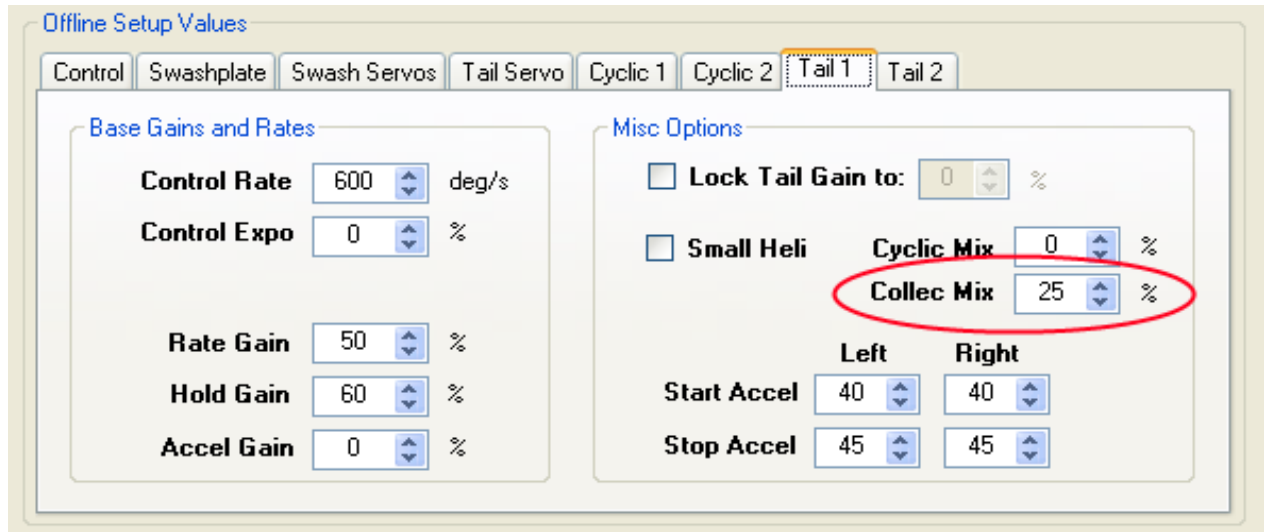 Offline Setup Values
Control Swashplate Swash Servos Tail Servo Cyclic 1 Cyclic 2 Tail 1 Tail 2
Base Gains and Rates
Control Rate 600 deg/s
Control Expo 0 %
Rate Gain 50 %
Hold Gain 60 %
Accel Gain 0 %
Misc Options
Lock Tail Gain to: 0 %
Small Heli Cyclic Mix 0 %
Collec Mix 25 %
Left Right
Start Accel 40 40
Stop Accel 45 45